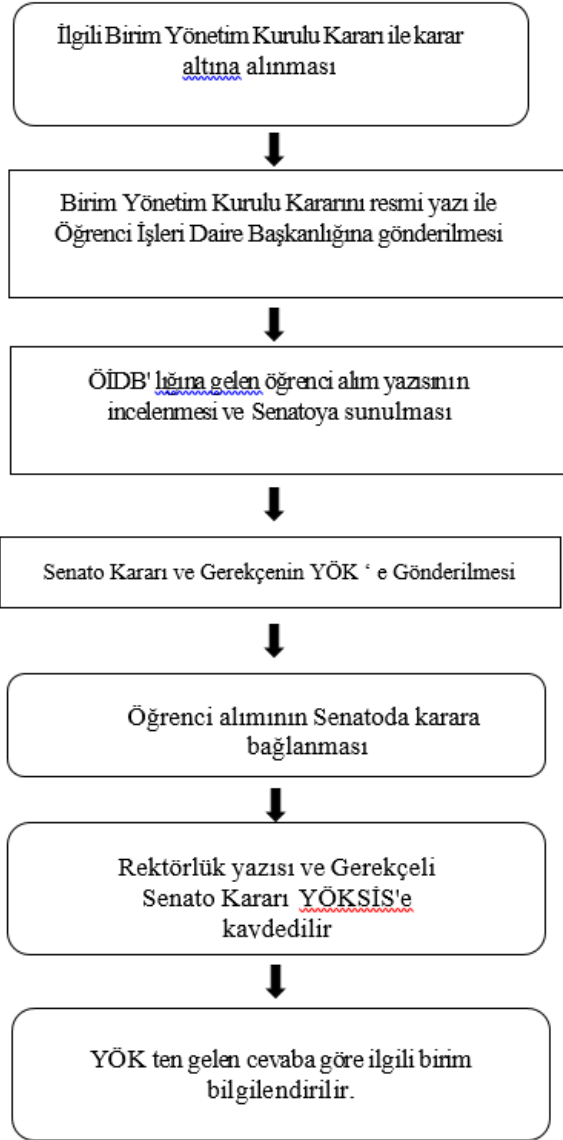 İlgili Birim Yönetim Kurulu Kararı ile karar
altına alınması
Birim Yönetim Kurulu Kararını resmi yazı ile
Öğrenci İşleri Daire Başkanlığına gönderilmesi
ÖİDB' lığına gelen öğrenci alım yazısının
incelenmesi ve Senatoya sunulması
Senato Kararı ve Gerekçenin YÖK ‘ e Gönderilmesi
Öğrenci alımının Senatoda karara
bağlanması
Rektörlük yazısı ve Gerekçeli
Senato Kararı YÖKSİS'e
kaydedilir
YÖK ten gelen cevaba göre ilgili birim
bilgilendirilir.